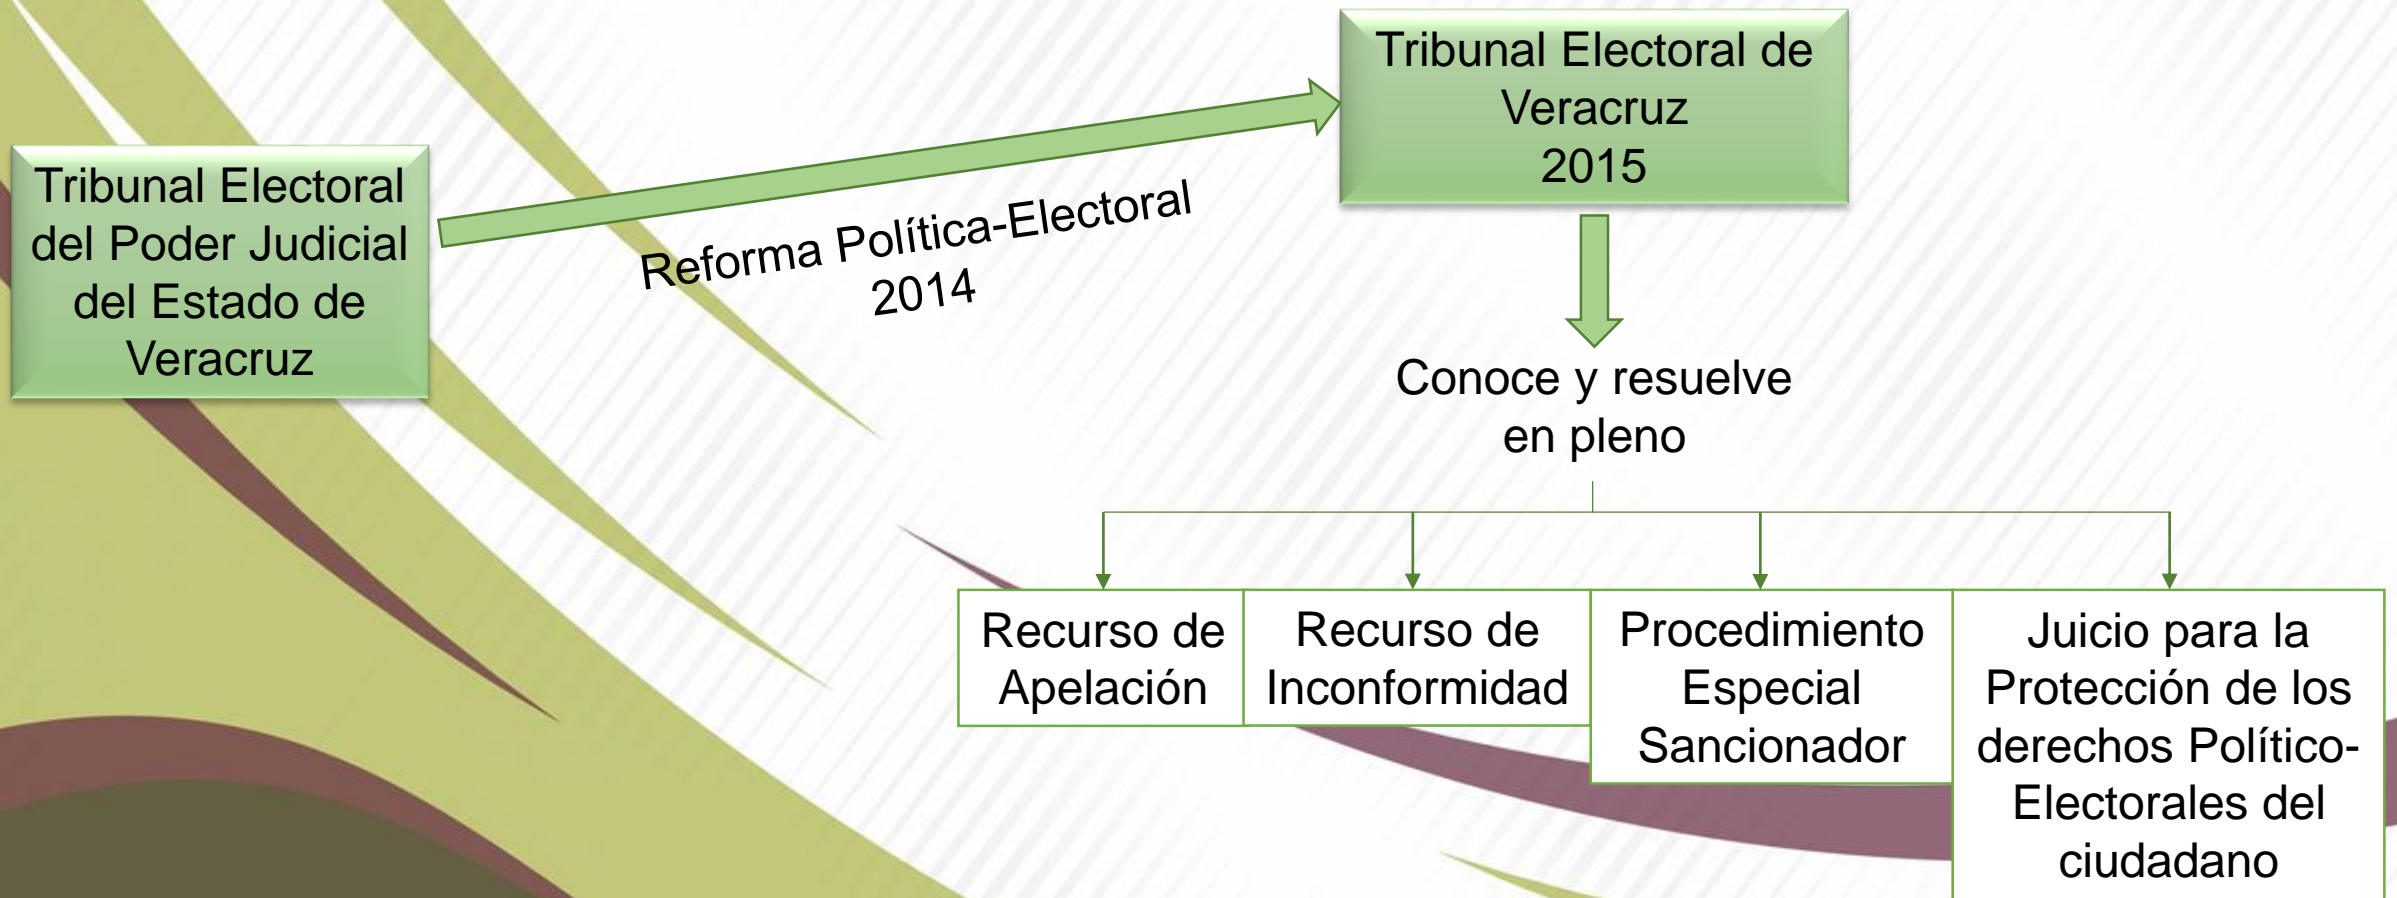 Tribunal Electoral
del Poder Judicial
del Estado de
Veracruz
Reforma Política-Electoral
2014
Tribunal Electoral de
Veracruz
2015
Conoce y resuelve
en pleno
Recurso de
Apelación
Recurso de
Inconformidad
Procedimiento
Especial
Sancionador
Juicio para la
Protección de los
derechos Político-
Electorales del
ciudadano